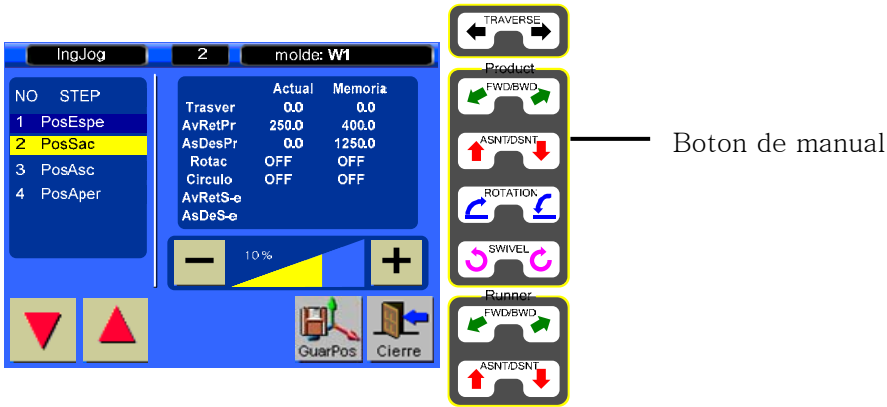 IngJog 2 molde: W1
NO STEP
1 PosEspe
2 PosSac
3 PosAsc
4 PosAper
Actual Memoria
Trasver 0.0 0.0
AvRetPr 250.0 400.0
AsDesPr 0.0 1250.0
Rotac OFF OFF
Circulo OFF OFF
AvRetS-e
AsDeS-e
10%
GuarPos
Cierre
TRAVERSE
Product
FWD/BWD
ASNT/DSNT
ROTATION
SWIVEL
Runner
FWD/BWD
ASNT/DSNT
Boton de manual